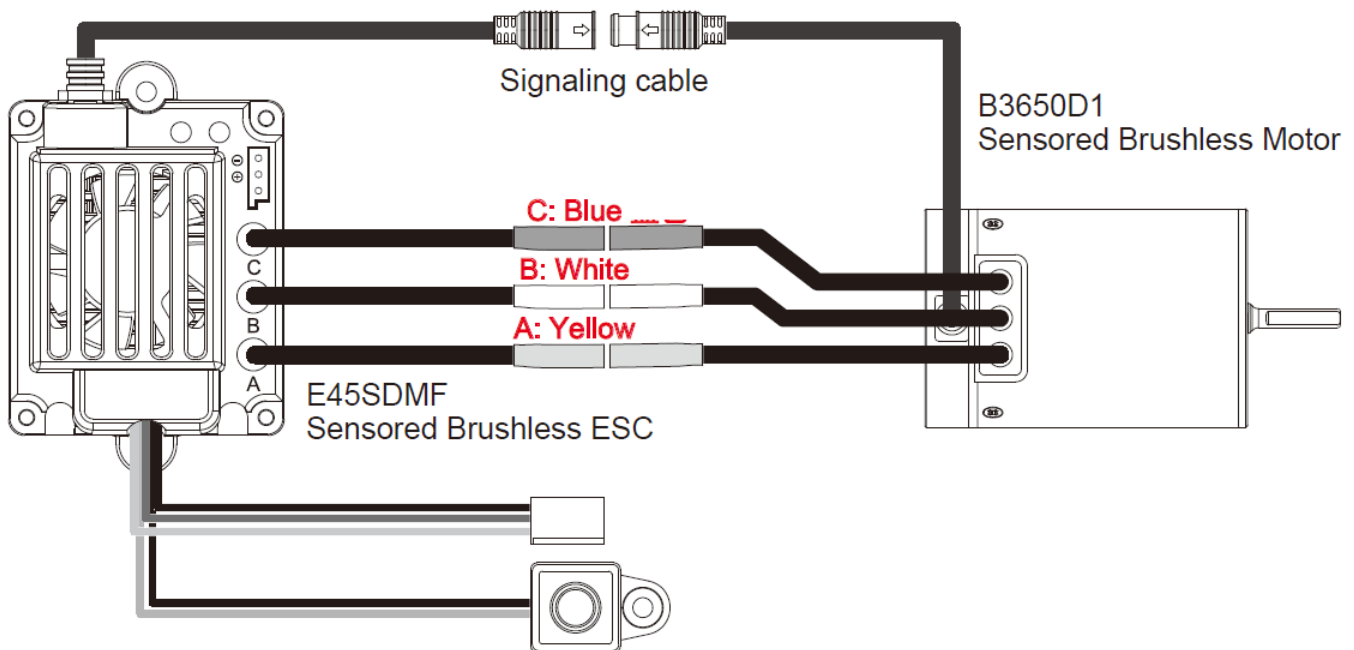 Signaling cable
B3650D1
Sensored Brushless Motor
C: Blue
B: White
A: Yellow
C
B
A
E45SDMF
Sensored Brushless ESC